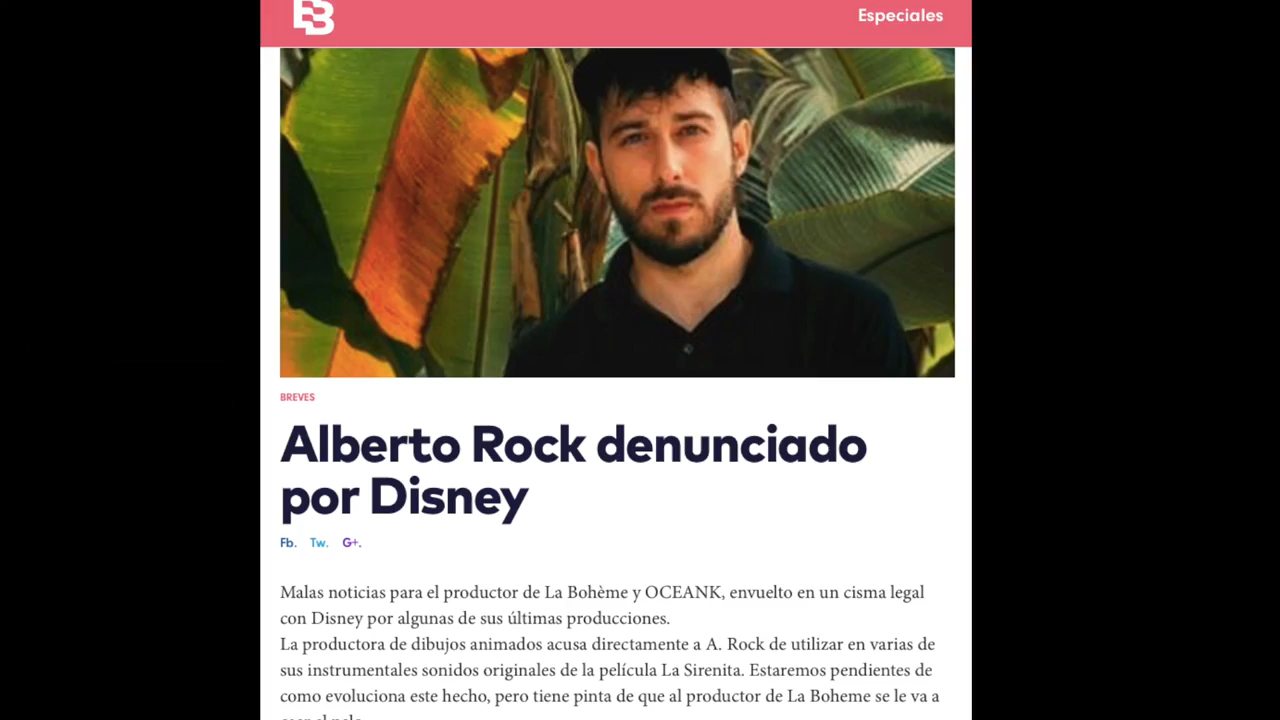 EB
Especiales
BREVES
Alberto Rock denunciado
por Disney
Fb. Tw. G+.
Malas noticias para el productor de La Bohème y OCEANK, envuelto en un cisma legal
con Disney por algunas de sus últimas producciones.
La productora de dibujos animados acusa directamente a A. Rock de utilizar en varias de
sus instrumentales sonidos originales de la película La Sirenita. Estaremos pendientes de
como evoluciona este hecho, pero tiene pinta de que al productor de La Boheme se le va a